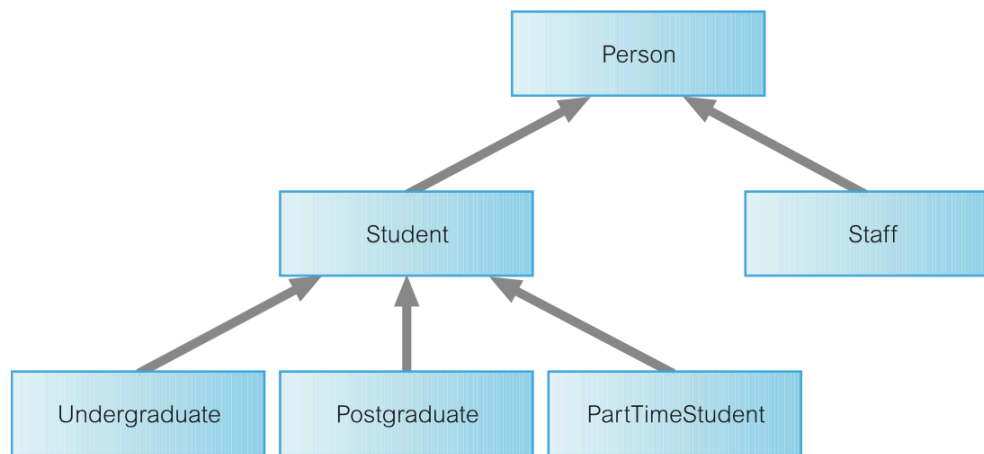 Person
Student
Staff
Undergraduate
Postgraduate
PartTimeStudent